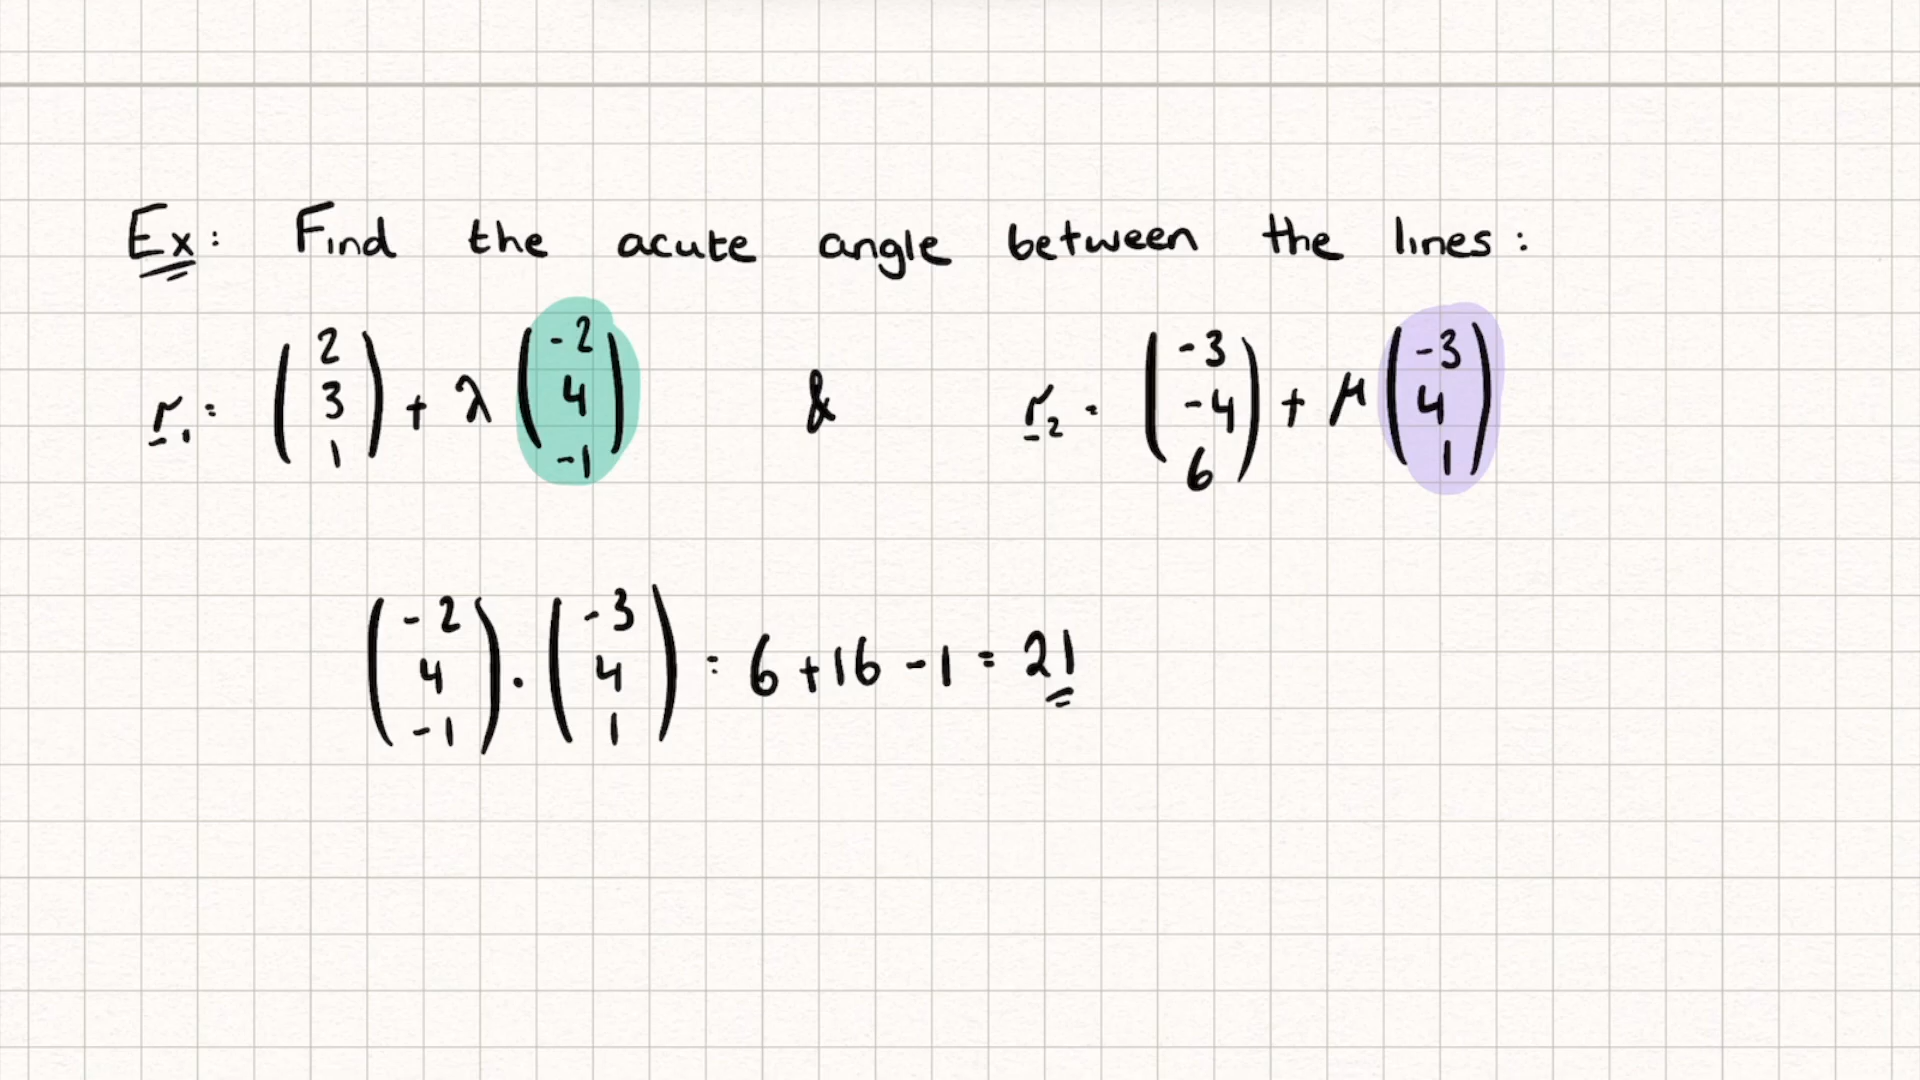 Ex: Find the acute angle between the lines:
r₁ = (2 3 1) + λ (-2 4 -1) & r₂ = (-3 -4 6) + μ (-3 4 1)
(-2 4 -1) . (-3 4 1) = 6 + 16 - 1 = 21